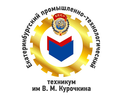 Екатеринбургский промышленно-технологический
техникум
им В. М. Курочкина